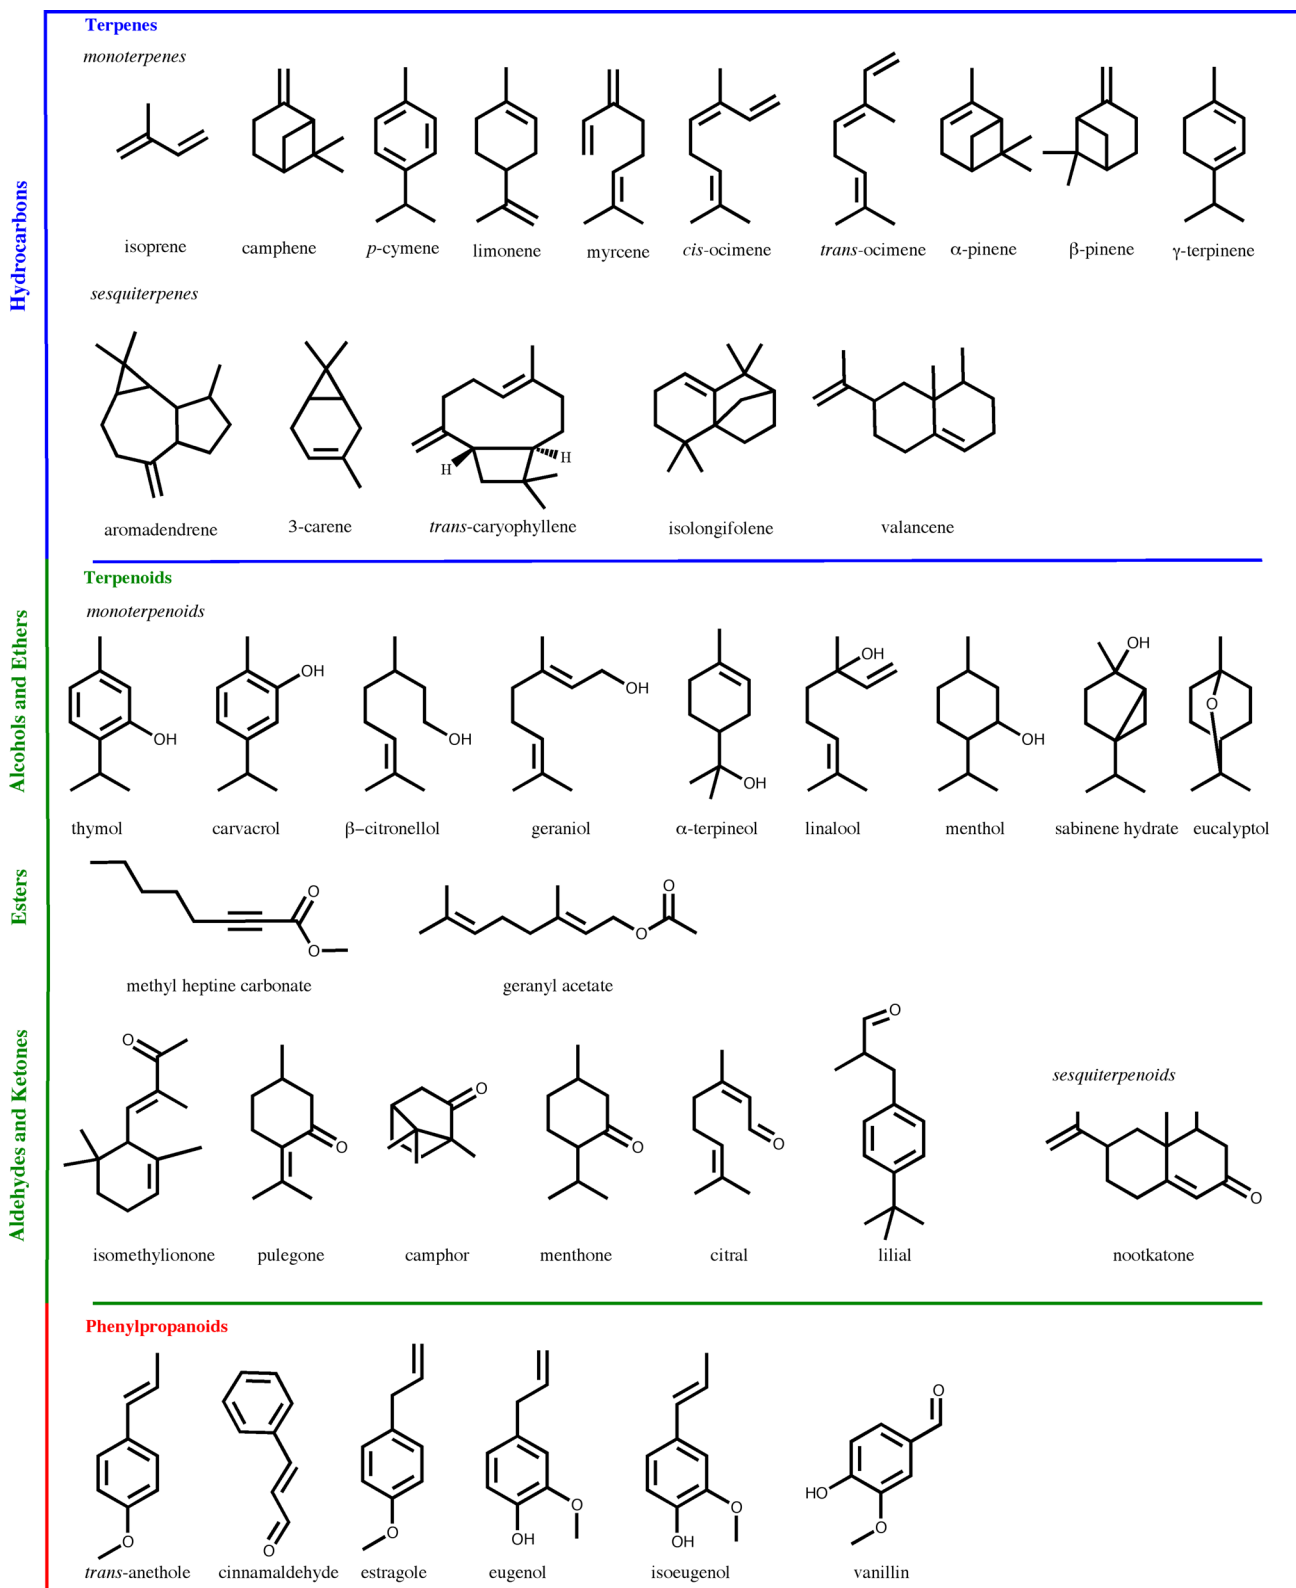 Terpenes
monoterpenes
Hydrocarbons
isoprene camphene p-cymene limonene myrcene cis-ocimene trans-ocimene α-pinene β-pinene γ-terpinene
sesquiterpenes
H H
aromadendrene 3-carene trans-caryophyllene isolongifolene valancene
Terpenoids
monoterpenoids
Alcohols and Ethers
OH OH OH OH OH OH OH OH O
thymol carvacrol β-citronellol geraniol α-terpineol linalool menthol sabinene hydrate eucalyptol
Esters
O O O O
methyl heptine carbonate geranyl acetate
Aldehydes and Ketones
sesquiterpenoids
O O O O O O O
isomethylionone pulegone camphor menthone citral lilial nootkatone
Phenylpropanoids
O O O OH O OH O HO O O
trans-anethole cinnamaldehyde estragole eugenol isoeugenol vanillin